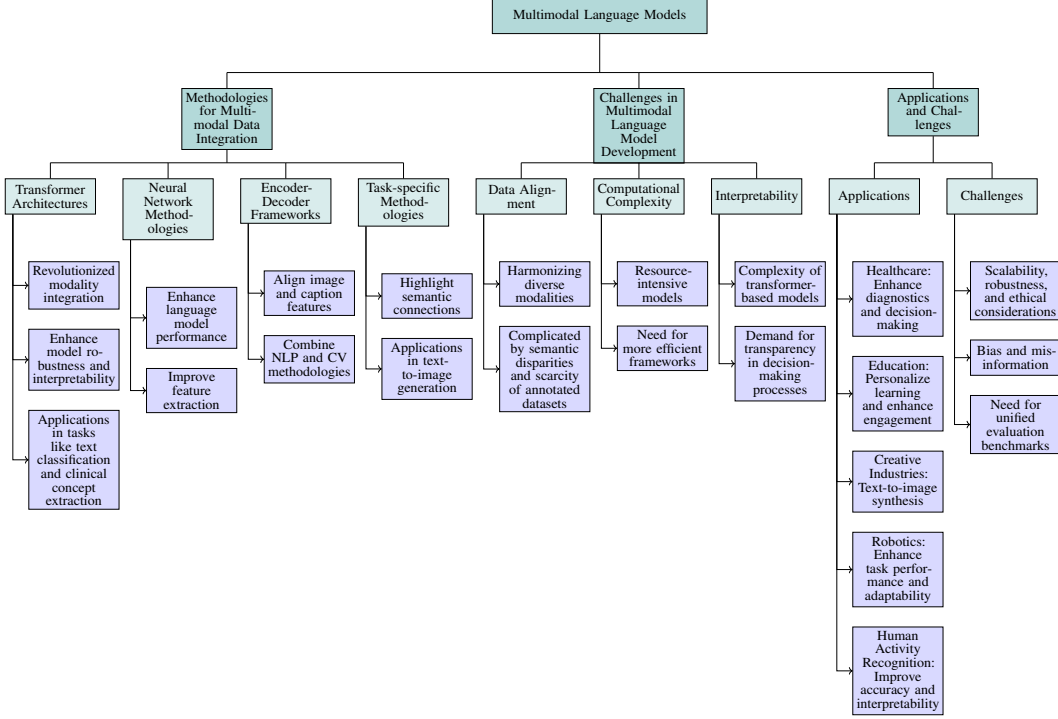 Multimodal Language Models
Methodologies
for Multi-
modal Data
Integration
Challenges in
Multimodal
Language
Model
Development
Applications
and Chal-
lenges
Transformer
Architectures
Neural
Network
Method-
ologies
Encoder-
Decoder
Frameworks
Task-specific
Method-
ologies
Data Align-
ment
Computational
Complexity
Interpretability
Applications
Challenges
Revolutionized
modality
integration
Enhance
model ro-
bustness and
interpretability
Applications
in tasks
like text
classification
and clinical
concept
extraction
Enhance
language
model
performance
Improve
feature
extraction
Align image
and caption
features
Combine
NLP and CV
methodologies
Highlight
semantic
connections
Applications
in text-
to-image
generation
Harmonizing
diverse
modalities
Complicated
by semantic
disparities
and scarcity
of annotated
datasets
Resource-
intensive
models
Need for
more efficient
frameworks
Complexity of
transformer-
based models
Demand for
transparency
in decision-
making
processes
Healthcare:
Enhance
diagnostics
and decision-
making
Education:
Personalize
learning
and enhance
engagement
Creative
Industries:
Text-to-image
synthesis
Robotics:
Enhance
task perfor-
mance and
adaptability
Human
Activity
Recognition:
Improve
accuracy and
interpretability
Scalability,
robustness,
and ethical
considerations
Bias and mis-
information
Need for
unified
evaluation
benchmarks